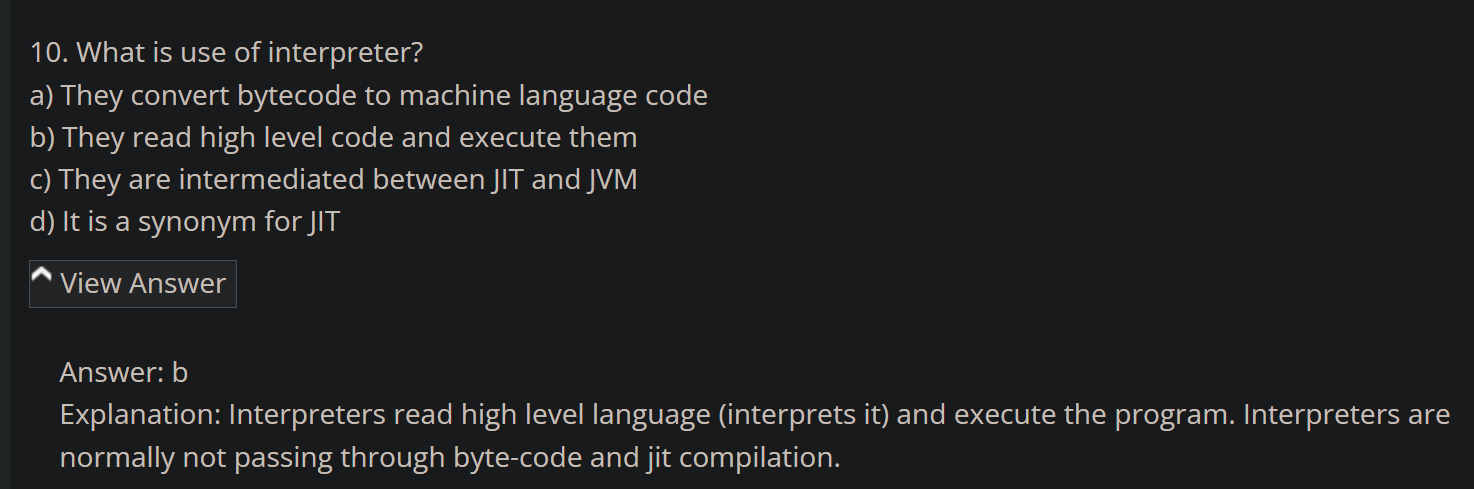 10. What is use of interpreter?
a) They convert bytecode to machine language code
b) They read high level code and execute them
c) They are intermediated between JIT and JVM
d) It is a synonym for JIT
View Answer
Answer: b
Explanation: Interpreters read high level language (interprets it) and execute the program. Interpreters are
normally not passing through byte-code and jit compilation.